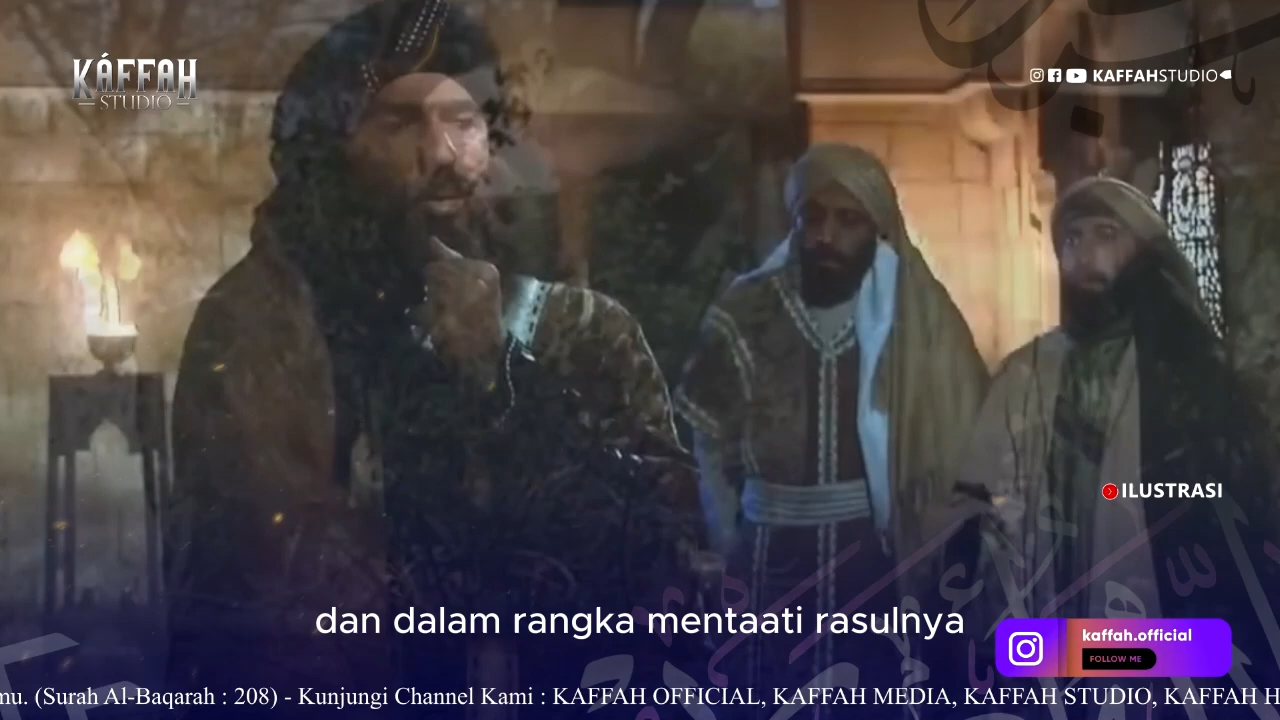 KÁFFAH
STUDIO
KAFFAHSTUDIO
ILUSTRASI
dan dalam rangka mentaati rasulnya
kaffah.official
FOLLOW ME
mu. (Surah Al-Baqarah : 208) - Kunjungi Channel Kami : KAFFAH OFFICIAL, KAFFAH MEDIA, KAFFAH STUDIO, KAFFAH H